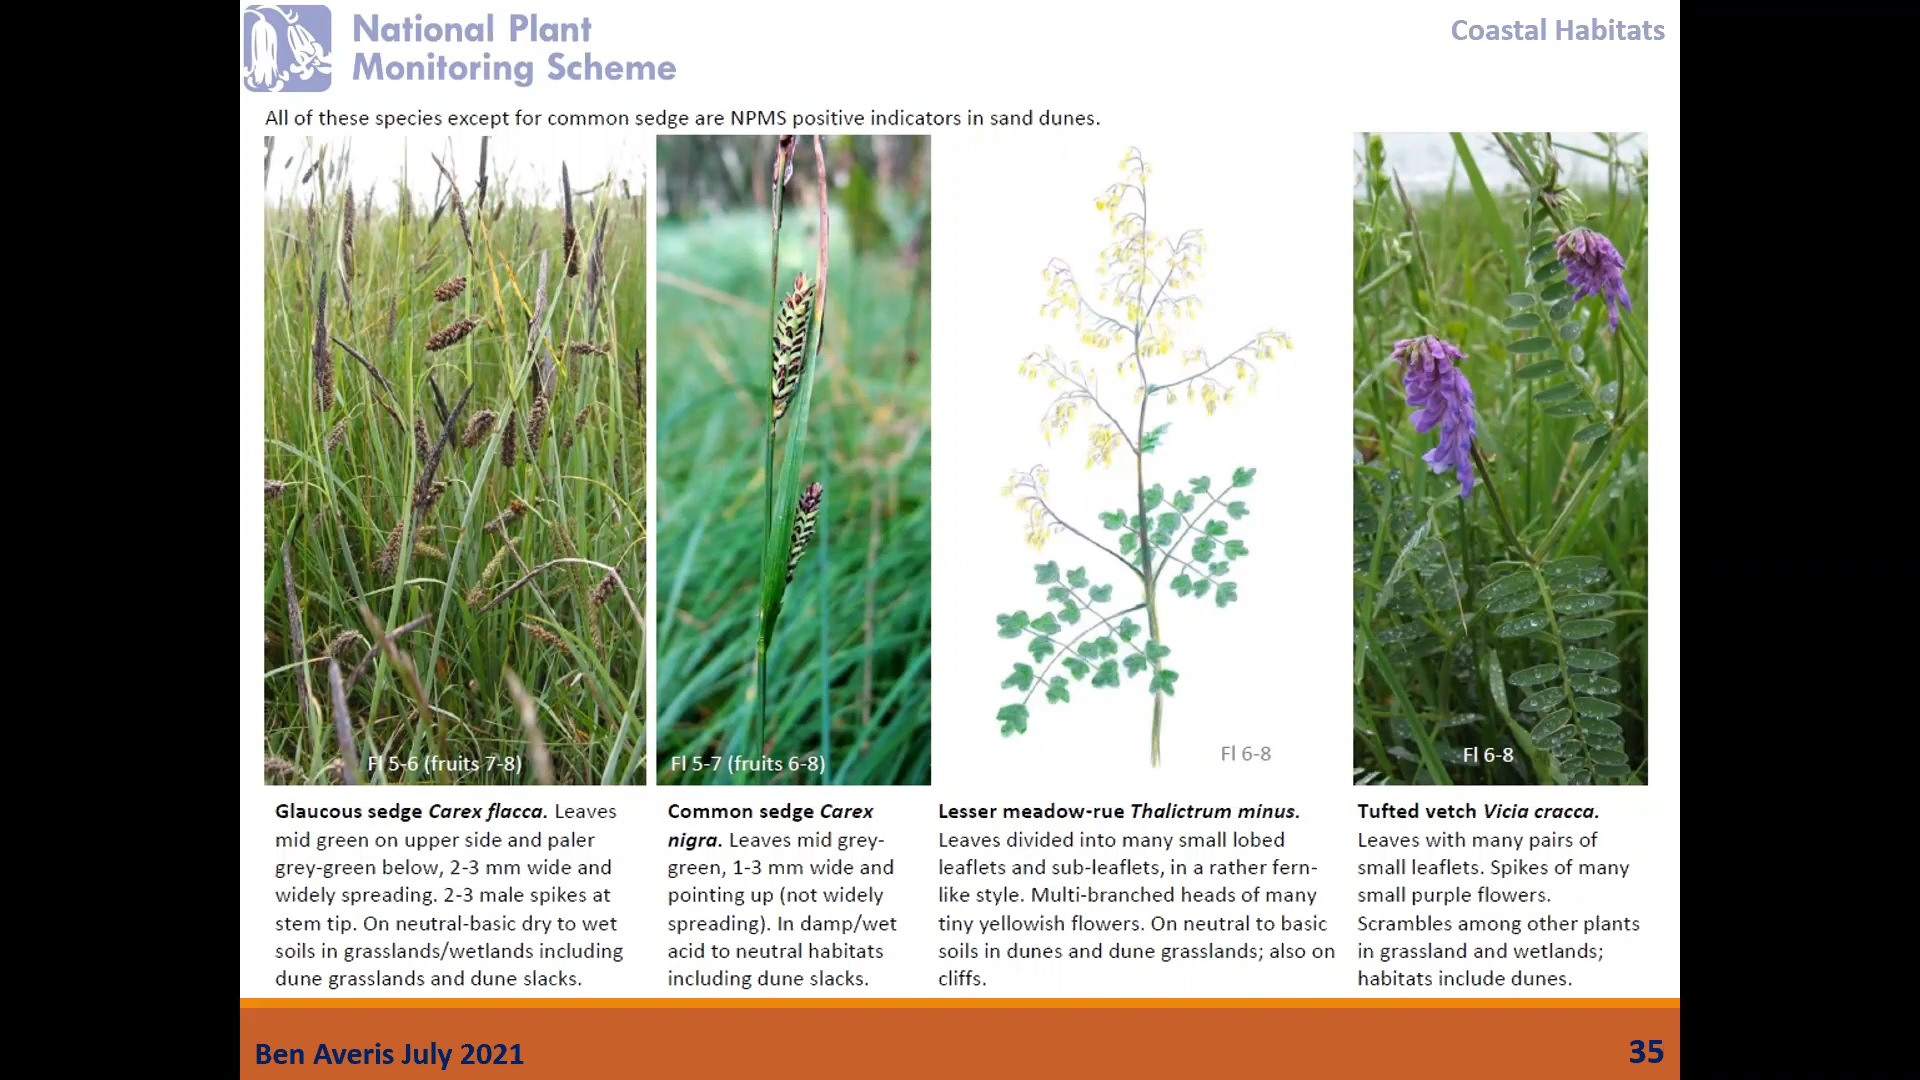 National Plant
Monitoring Scheme
Coastal Habitats
All of these species except for common sedge are NPMS positive indicators in sand dunes.
Fl 5-6 (fruits 7-8)
Fl 5-7 (fruits 6-8)
Fl 6-8
Fl 6-8
Glaucous sedge Carex flacca. Leaves
mid green on upper side and paler
grey-green below, 2-3 mm wide and
widely spreading. 2-3 male spikes at
stem tip. On neutral-basic dry to wet
soils in grasslands/wetlands including
dune grasslands and dune slacks.
Common sedge Carex
nigra. Leaves mid grey-
green, 1-3 mm wide and
pointing up (not widely
spreading). In damp/wet
acid to neutral habitats
including dune slacks.
Lesser meadow-rue Thalictrum minus.
Leaves divided into many small lobed
leaflets and sub-leaflets, in a rather fern-
like style. Multi-branched heads of many
tiny yellowish flowers. On neutral to basic
soils in dunes and dune grasslands; also on
cliffs.
Tufted vetch Vicia cracca.
Leaves with many pairs of
small leaflets. Spikes of many
small purple flowers.
Scrambles among other plants
in grassland and wetlands;
habitats include dunes.
Ben Averis July 2021
35